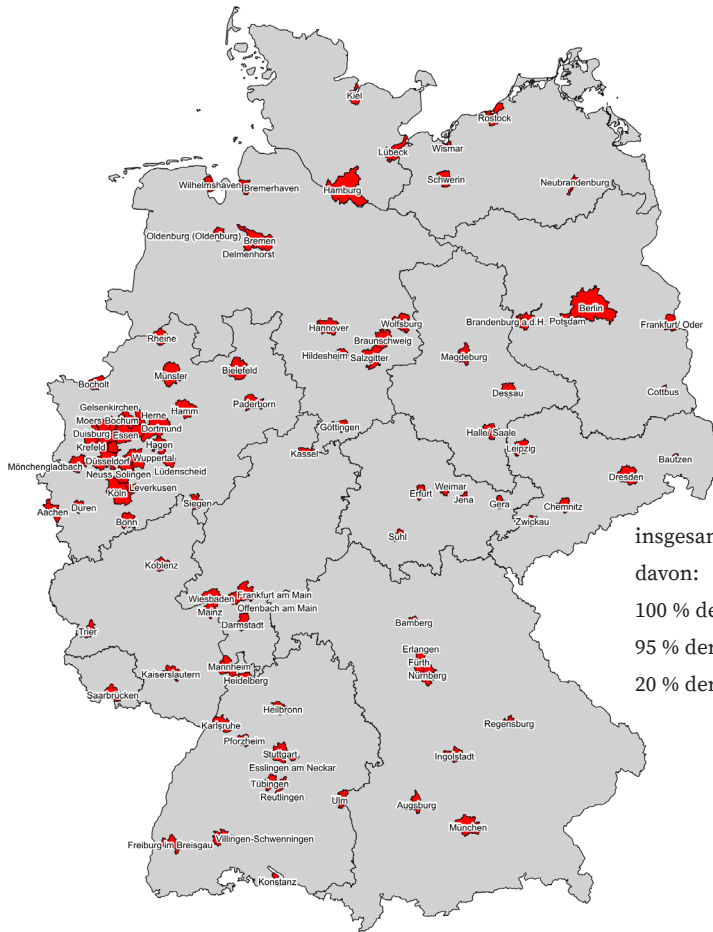 Kiel
Rostock
Lübeck
Wismar
Wilhelmshaven
Bremerhaven
Hamburg
Schwerin
Neubrandenburg
Oldenburg (Oldenburg)
Bremen
Delmenhorst
Berlin
Hannover
Wolfsburg
Brandenburg a.d.H.
Potsdam
Frankfurt/ Oder
Rheine
Braunschweig
Hildesheim
Salzgitter
Magdeburg
Bocholt
Münster
Bielefeld
Dessau
Cottbus
Gelsenkirchen
Paderborn
Moers
Bochum
Herne
Hamm
Göttingen
Duisburg
Essen
Dortmund
Halle/ Saale
Krefeld
Hagen
Kassel
Leipzig
Bautzen
Mönchengladbach
Düsseldorf
Wuppertal
Lüdenscheid
Neuss
Solingen
Dresden
Köln
Leverkusen
Erfurt
Weimar
Jena
Gera
Chemnitz
Aachen
Düren
Siegen
Bonn
Zwickau
Suhl
insgesar
Koblenz
davon:
Wiesbaden
Frankfurt am Main
Mainz
Offenbach am Main
100 % de
Trier
Darmstadt
Bamberg
95 % der
Erlangen
Fürth
Nürnberg
Kaiserslautern
Mannheim
Heidelberg
20 % der
Saarbrücken
Heilbronn
Karlsruhe
Regensburg
Pforzheim
Stuttgart
Ingolstadt
Esslingen am Neckar
Tübingen
Reutlingen
Ulm
Augsburg
München
Villingen-Schwenningen
Freiburg im Breisgau
Konstanz